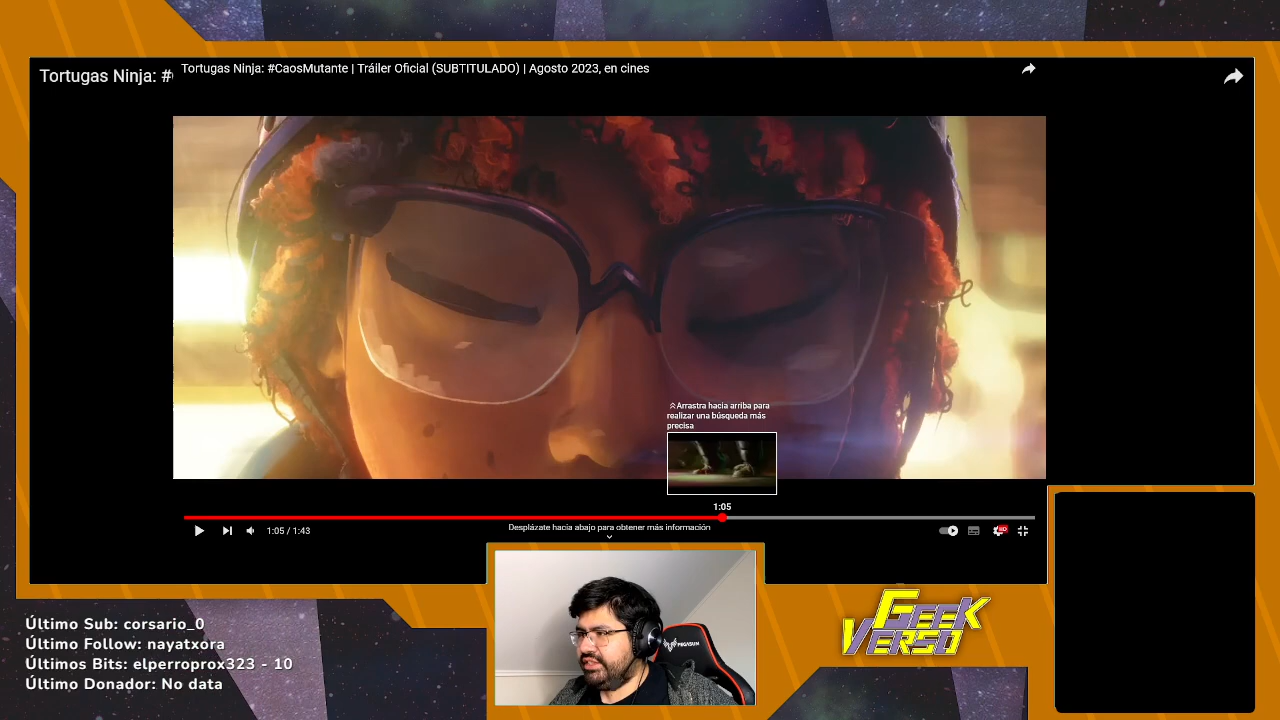 Tortugas Ninja: #
Tortugas Ninja: #CaosMutante | Tráiler Oficial (SUBTITULADO) | Agosto 2023, en cines
Arrastra hacia arriba para
realizar una búsqueda más
precisa
1:05
1:05 / 1:43
Desplázate hacia abajo para obtener más información
HD
PEGASUN
GEEK
VERSO
Último Sub: corsario_0
Último Follow: nayatxora
Últimos Bits: elperroprox323 - 10
Último Donador: No data